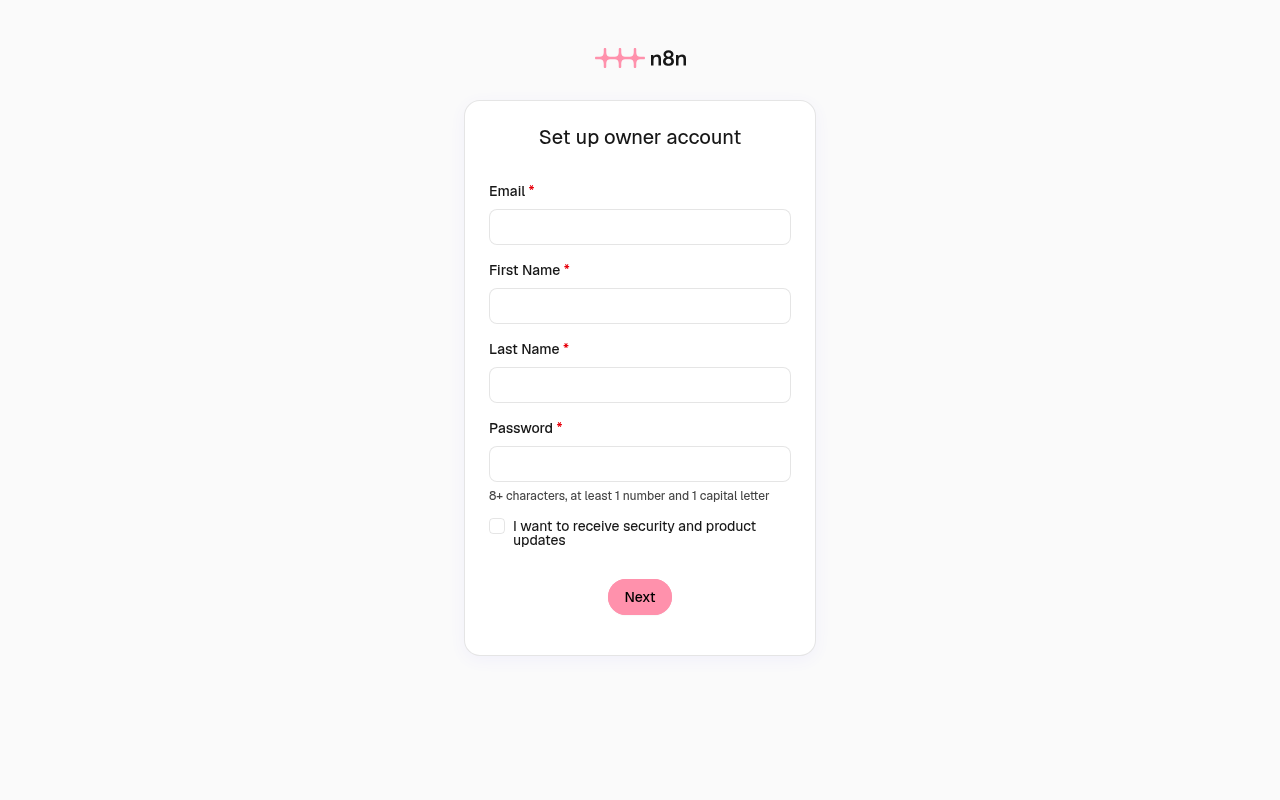 n8n
Set up owner account
Email *
First Name *
Last Name *
Password *
8+ characters, at least 1 number and 1 capital letter
I want to receive security and product
updates
Next